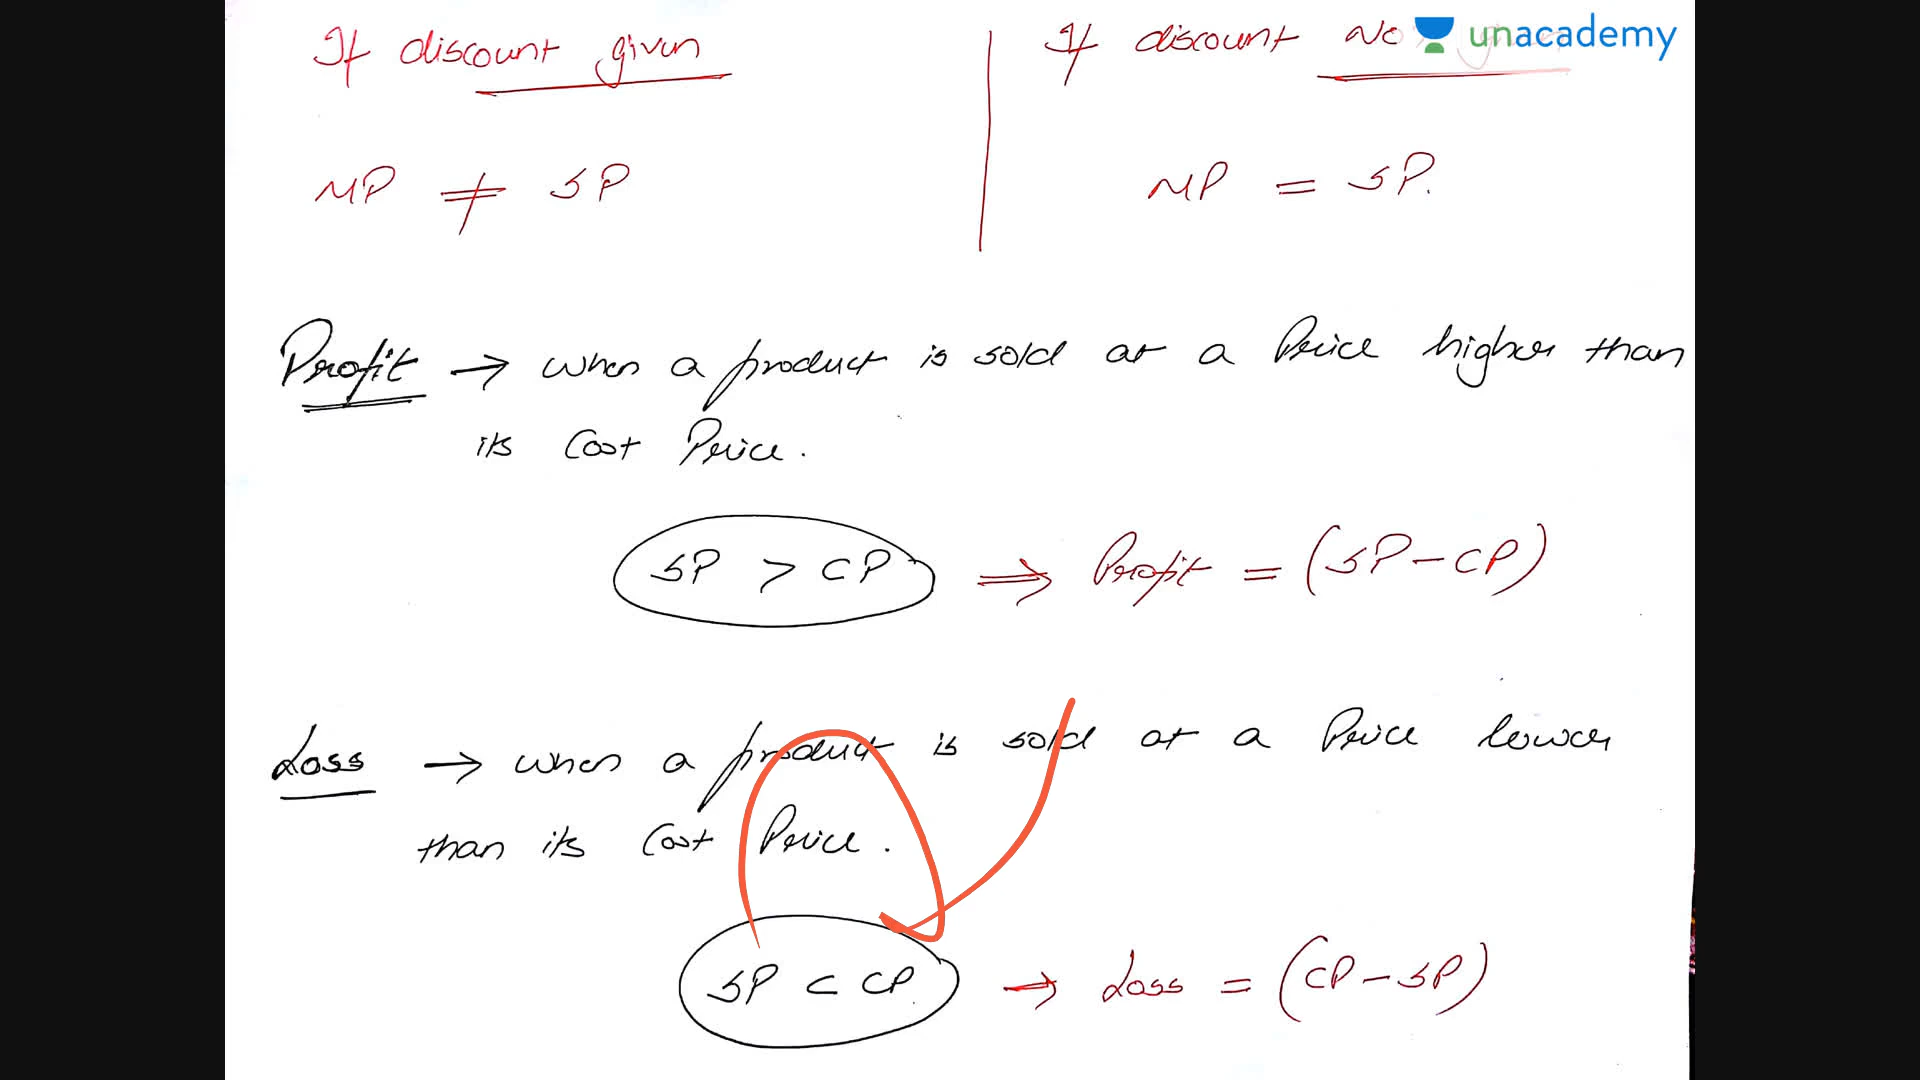 If discount given
If discount No
unacademy
MP ≠ SP
MP = SP.
Profit → when a product is sold at a Price higher than
its Cost Price.
SP > CP ⇒ Profit = (SP - CP)
Loss → when a product is sold at a Price lower
than its Cost Price.
SP < CP → Loss = (CP - SP)